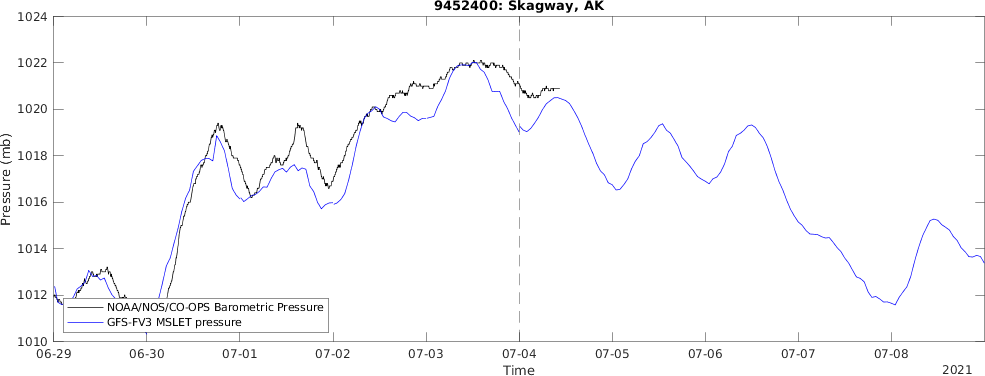 9452400: Skagway, AK
1024
1022
1020
1018
1016
1014
1012
1010
Pressure (mb)
NOAA/NOS/CO-OPS Barometric Pressure
GFS-FV3 MSLET pressure
06-29 06-30 07-01 07-02 07-03 07-04 07-05 07-06 07-07 07-08
Time
2021